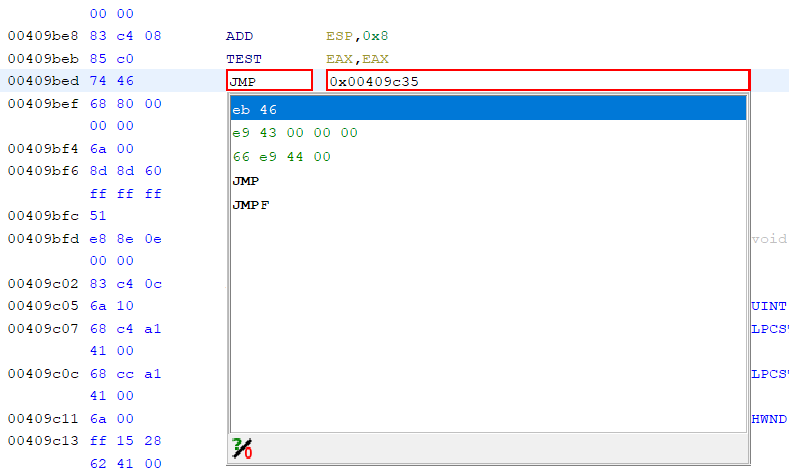 00 00
00409be8 83 c4 08 ADD ESP,0x8
00409beb 85 c0 TEST EAX,EAX
00409bed 74 46 JMP 0x00409c35
00409bef 68 80 00 eb 46
00 00 e9 43 00 00 00
00409bf4 6a 00 66 e9 44 00
00409bf6 8d 8d 60 JMP
ff ff ff JMPF
00409bfc 51
00409bfd e8 8e 0e void
00 00
00409c02 83 c4 0c
00409c05 6a 10 UINT
00409c07 68 c4 a1 LPCS
41 00
00409c0c 68 cc a1 LPCS
41 00
00409c11 6a 00 HWND
00409c13 ff 15 28
62 41 00